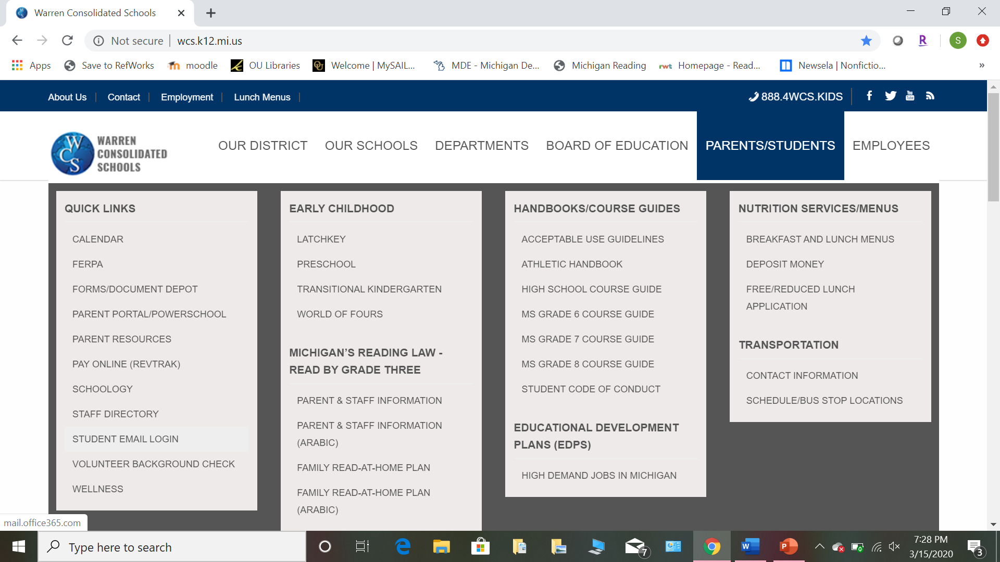 Warren Consolidated Schools
Not secure | wcs.k12.mi.us
R
S
Apps
Save to RefWorks
moodle
OU Libraries
Welcome | MySAIL...
MDE - Michigan De...
Michigan Reading
rwt
Homepage - Read...
Newsela | Nonfictio...
»
About Us
Contact
Employment
Lunch Menus
888.4WCS.KIDS
You
Tube
WCS
WARREN
CONSOLIDATED
SCHOOLS
OUR DISTRICT
OUR SCHOOLS
DEPARTMENTS
BOARD OF EDUCATION
PARENTS/STUDENTS
EMPLOYEES
QUICK LINKS
CALENDAR
FERPA
FORMS/DOCUMENT DEPOT
PARENT PORTAL/POWERSCHOOL
PARENT RESOURCES
PAY ONLINE (REVTRAK)
SCHOOLOGY
STAFF DIRECTORY
STUDENT EMAIL LOGIN
VOLUNTEER BACKGROUND CHECK
WELLNESS
EARLY CHILDHOOD
LATCHKEY
PRESCHOOL
TRANSITIONAL KINDERGARTEN
WORLD OF FOURS
MICHIGAN’S READING LAW -
READ BY GRADE THREE
PARENT & STAFF INFORMATION
PARENT & STAFF INFORMATION
(ARABIC)
FAMILY READ-AT-HOME PLAN
FAMILY READ-AT-HOME PLAN
(ARABIC)
HANDBOOKS/COURSE GUIDES
ACCEPTABLE USE GUIDELINES
ATHLETIC HANDBOOK
HIGH SCHOOL COURSE GUIDE
MS GRADE 6 COURSE GUIDE
MS GRADE 7 COURSE GUIDE
MS GRADE 8 COURSE GUIDE
STUDENT CODE OF CONDUCT
EDUCATIONAL DEVELOPMENT
PLANS (EDPS)
HIGH DEMAND JOBS IN MICHIGAN
NUTRITION SERVICES/MENUS
BREAKFAST AND LUNCH MENUS
DEPOSIT MONEY
FREE/REDUCED LUNCH
APPLICATION
TRANSPORTATION
CONTACT INFORMATION
SCHEDULE/BUS STOP LOCATIONS
mail.office365.com
Type here to search
7
W
P
7:28 PM
3/15/2020
3